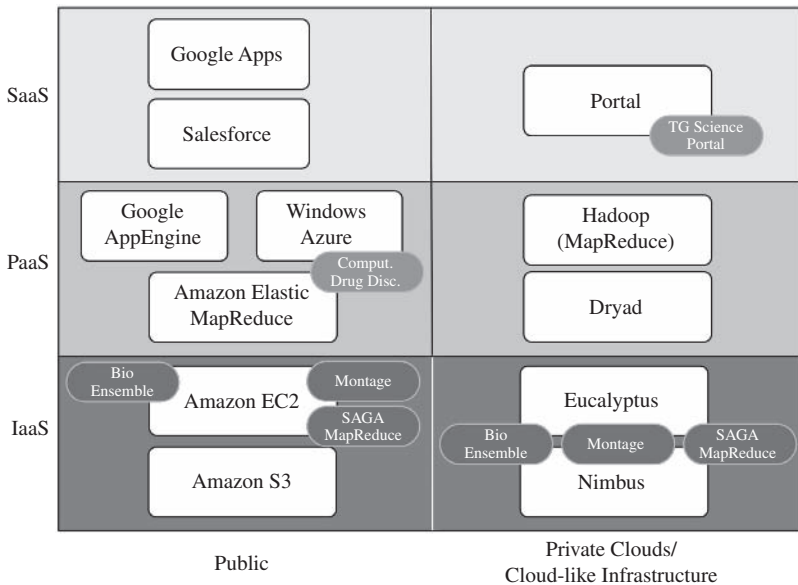 SaaS
Google Apps
Salesforce
Portal
TG Science
Portal
PaaS
Google
AppEngine
Windows
Azure
Comput.
Drug Disc.
Amazon Elastic
MapReduce
Hadoop
(MapReduce)
Dryad
IaaS
Bio
Ensemble
Amazon EC2
Montage
SAGA
MapReduce
Amazon S3
Eucalyptus
Bio
Ensemble
Montage
SAGA
MapReduce
Nimbus
Public
Private Clouds/
Cloud-like Infrastructure